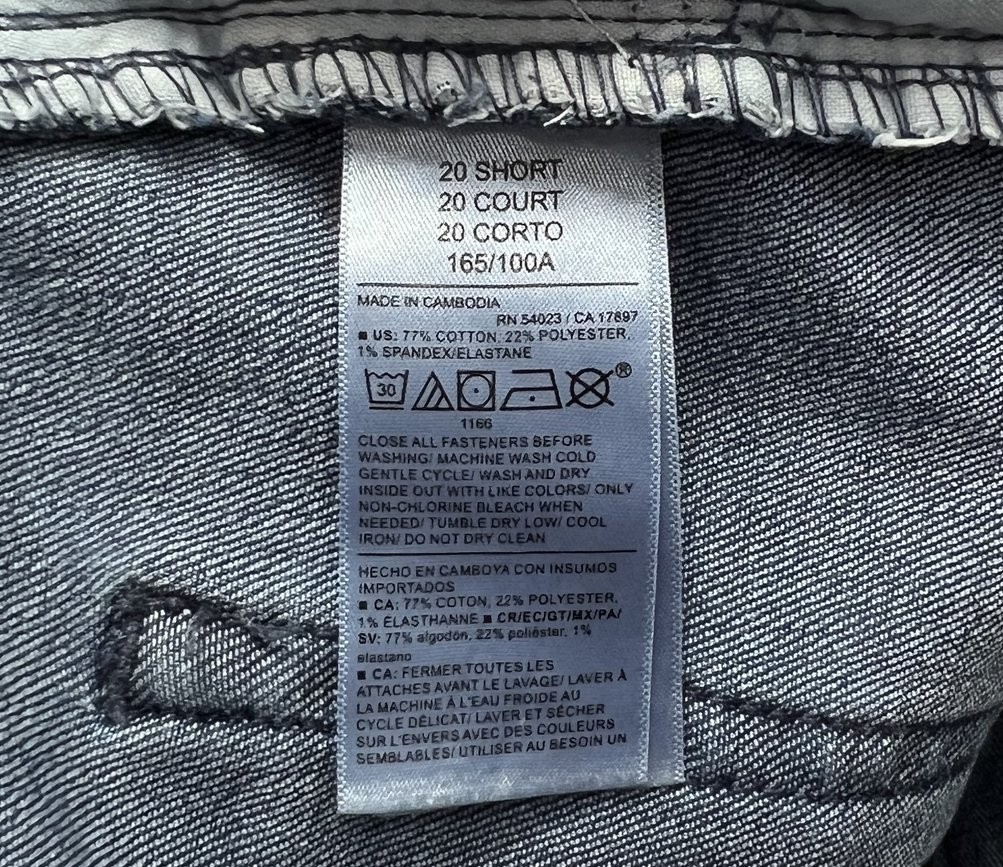 20 SHORT
20 COURT
20 CORTO
165/100A
MADE IN CAMBODIA
RN 54023 / CA 17897
■ US: 77% COTTON, 22% POLYESTER,
1% SPANDEX/ELASTANE
30 ®
1166
CLOSE ALL FASTENERS BEFORE
WASHING/ MACHINE WASH COLD
GENTLE CYCLE/ WASH AND DRY
INSIDE OUT WITH LIKE COLORS/ ONLY
NON-CHLORINE BLEACH WHEN
NEEDED/ TUMBLE DRY LOW/ COOL
IRON/ DO NOT DRY CLEAN
HECHO EN CAMBOYA CON INSUMOS
IMPORTADOS
■ CA: 77% COTON, 22% POLYESTER,
1% ÉLASTHANNE ■ CR/EC/GT/MX/PA/
SV: 77% algodón, 22% poliéster, 1%
elastano
■ CA: FERMER TOUTES LES
ATTACHES AVANT LE LAVAGE/ LAVER À
LA MACHINE À L'EAU FROIDE AU
CYCLE DÉLICAT/ LAVER ET SÉCHER
SUR L'ENVERS AVEC DES COULEURS
SEMBLABLES/ UTILISER AU BESOIN UN